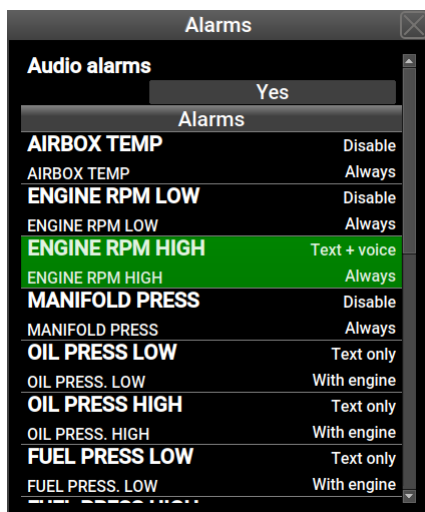 Alarms
Audio alarms
Yes
Alarms
AIRBOX TEMP Disable
AIRBOX TEMP Always
ENGINE RPM LOW Disable
ENGINE RPM LOW Always
ENGINE RPM HIGH Text + voice
ENGINE RPM HIGH Always
MANIFOLD PRESS Disable
MANIFOLD PRESS Always
OIL PRESS LOW Text only
OIL PRESS. LOW With engine
OIL PRESS HIGH Text only
OIL PRESS. HIGH With engine
FUEL PRESS LOW Text only
FUEL PRESS. LOW With engine